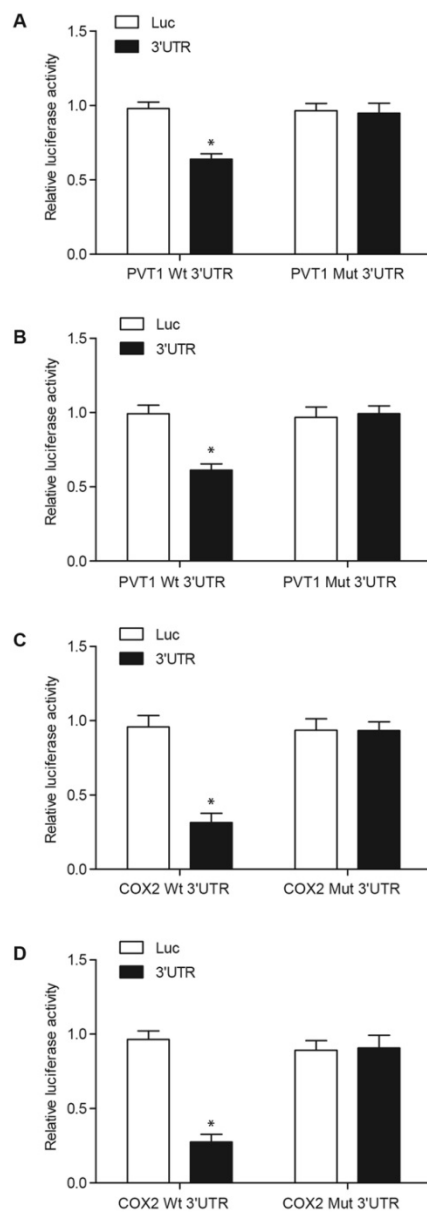 A
Luc
3'UTR
Relative luciferase activity
1.5
1.0
0.5
0.0
*
PVT1 Wt 3'UTR
PVT1 Mut 3'UTR
B
Luc
3'UTR
Relative luciferase activity
1.5
1.0
0.5
0.0
*
PVT1 Wt 3'UTR
PVT1 Mut 3'UTR
C
Luc
3'UTR
Relative luciferase activity
1.5
1.0
0.5
0.0
*
COX2 Wt 3'UTR
COX2 Mut 3'UTR
D
Luc
3'UTR
Relative luciferase activity
1.5
1.0
0.5
0.0
*
COX2 Wt 3'UTR
COX2 Mut 3'UTR